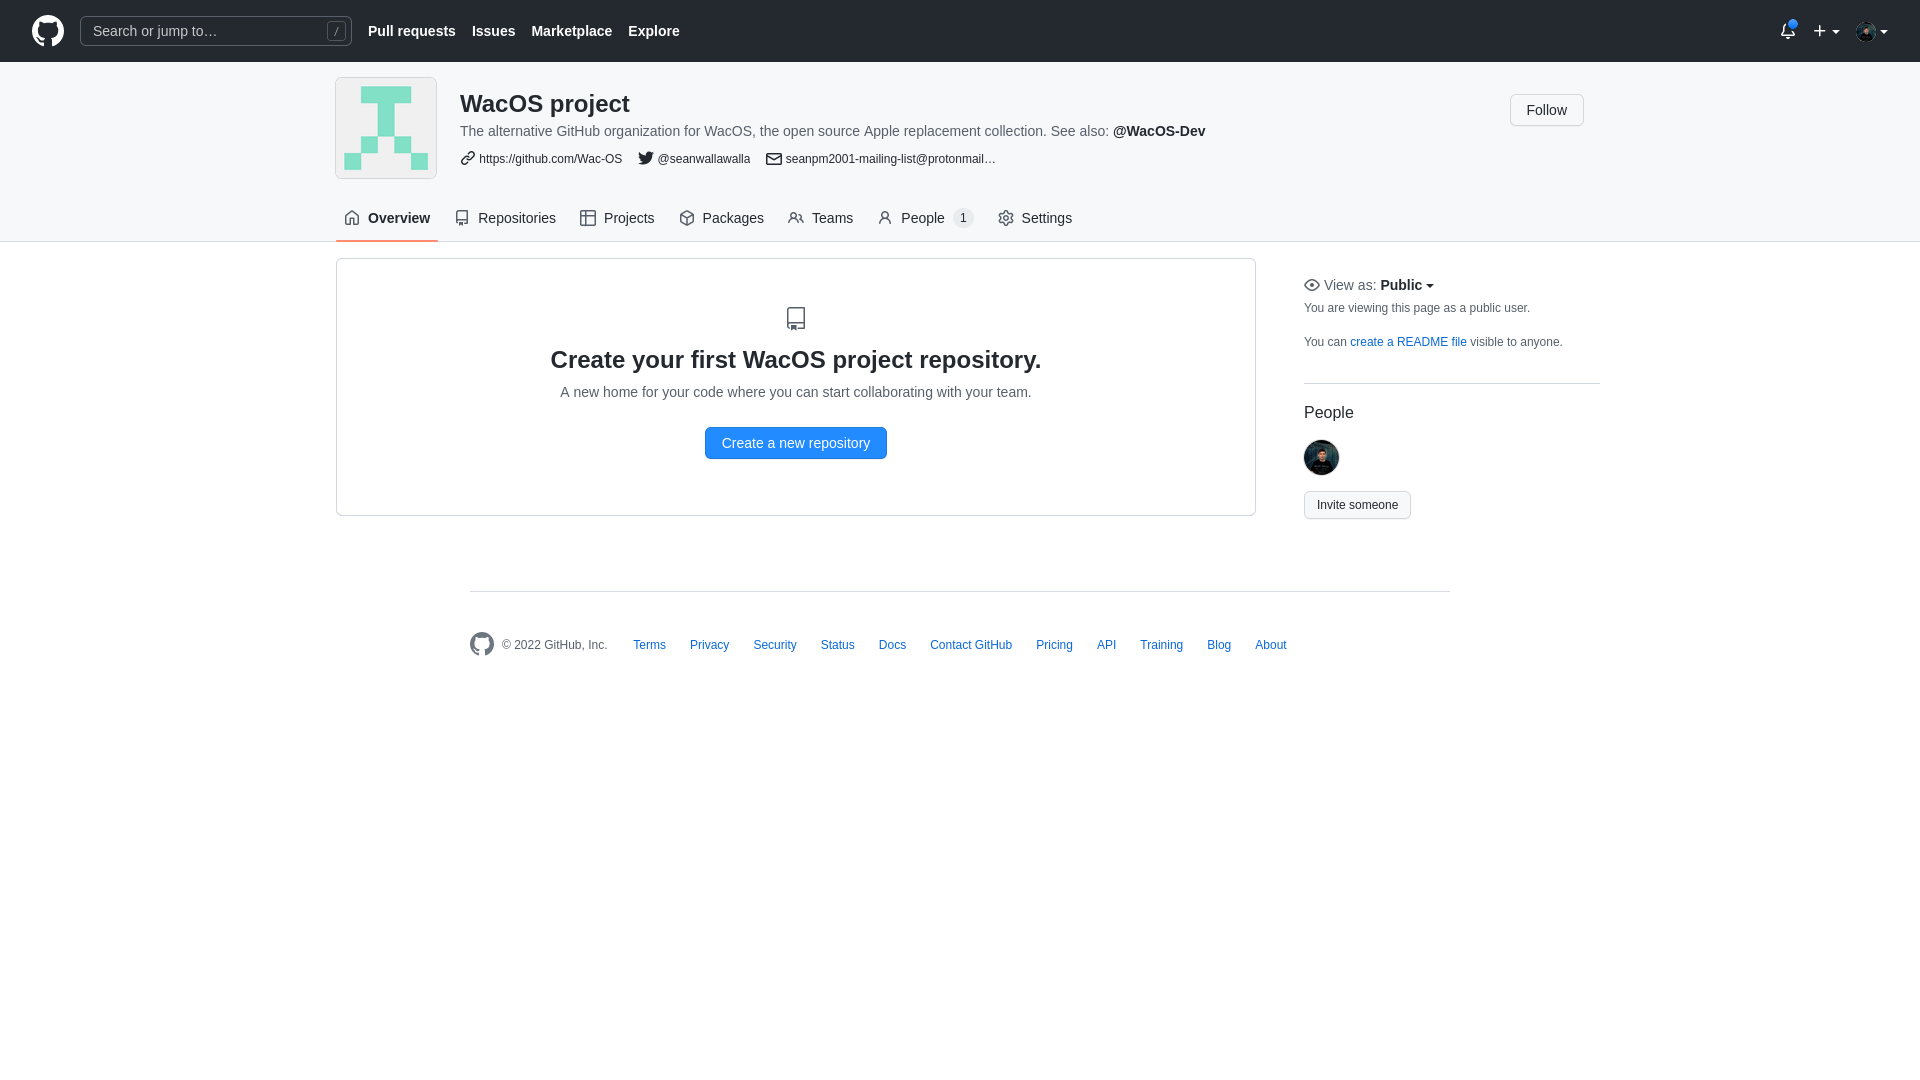 Search or jump to… /
Pull requests
Issues
Marketplace
Explore
WacOS project
The alternative GitHub organization for WacOS, the open source Apple replacement collection. See also: @WacOS-Dev
https://github.com/Wac-OS
@seanwallawalla
seanpm2001-mailing-list@protonmail…
Follow
Overview
Repositories
Projects
Packages
Teams
People 1
Settings
Create your first WacOS project repository.
A new home for your code where you can start collaborating with your team.
Create a new repository
View as: Public
You are viewing this page as a public user.
You can create a README file visible to anyone.
People
Invite someone
© 2022 GitHub, Inc.
Terms
Privacy
Security
Status
Docs
Contact GitHub
Pricing
API
Training
Blog
About